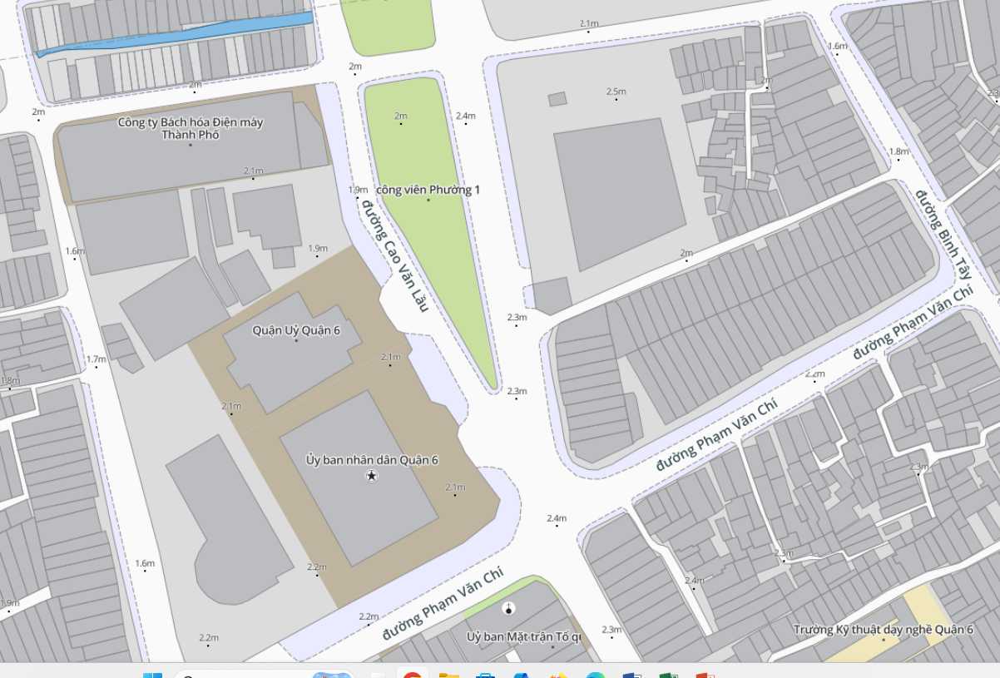 2.1m
1.6m
2m
2m
2m
2m
2.5m
2m
2.4m
Công ty Bách hóa Điện máy
Thành Phố
1.8m
2.1m
1.9m
công viên Phường 1
đường Cao Văn Lầu
đường Bình Tây
1.6m
1.9m
2m
2.3m
Quận Uỷ Quận 6
đường Phạm Văn Chí
1.7m
2.1m
1.8m
2.2m
2.3m
2.1m
đường Phạm Văn Chí
Ủy ban nhân dân Quận 6
2.3m
2.1m
2.4m
2.3m
1.6m
2.2m
2.4m
1.9m
đường Phạm Văn Chí
2.2m
2.3m
Trường Kỹ thuật dạy nghề Quận 6
Uỷ ban Mặt trận Tổ
2.2m